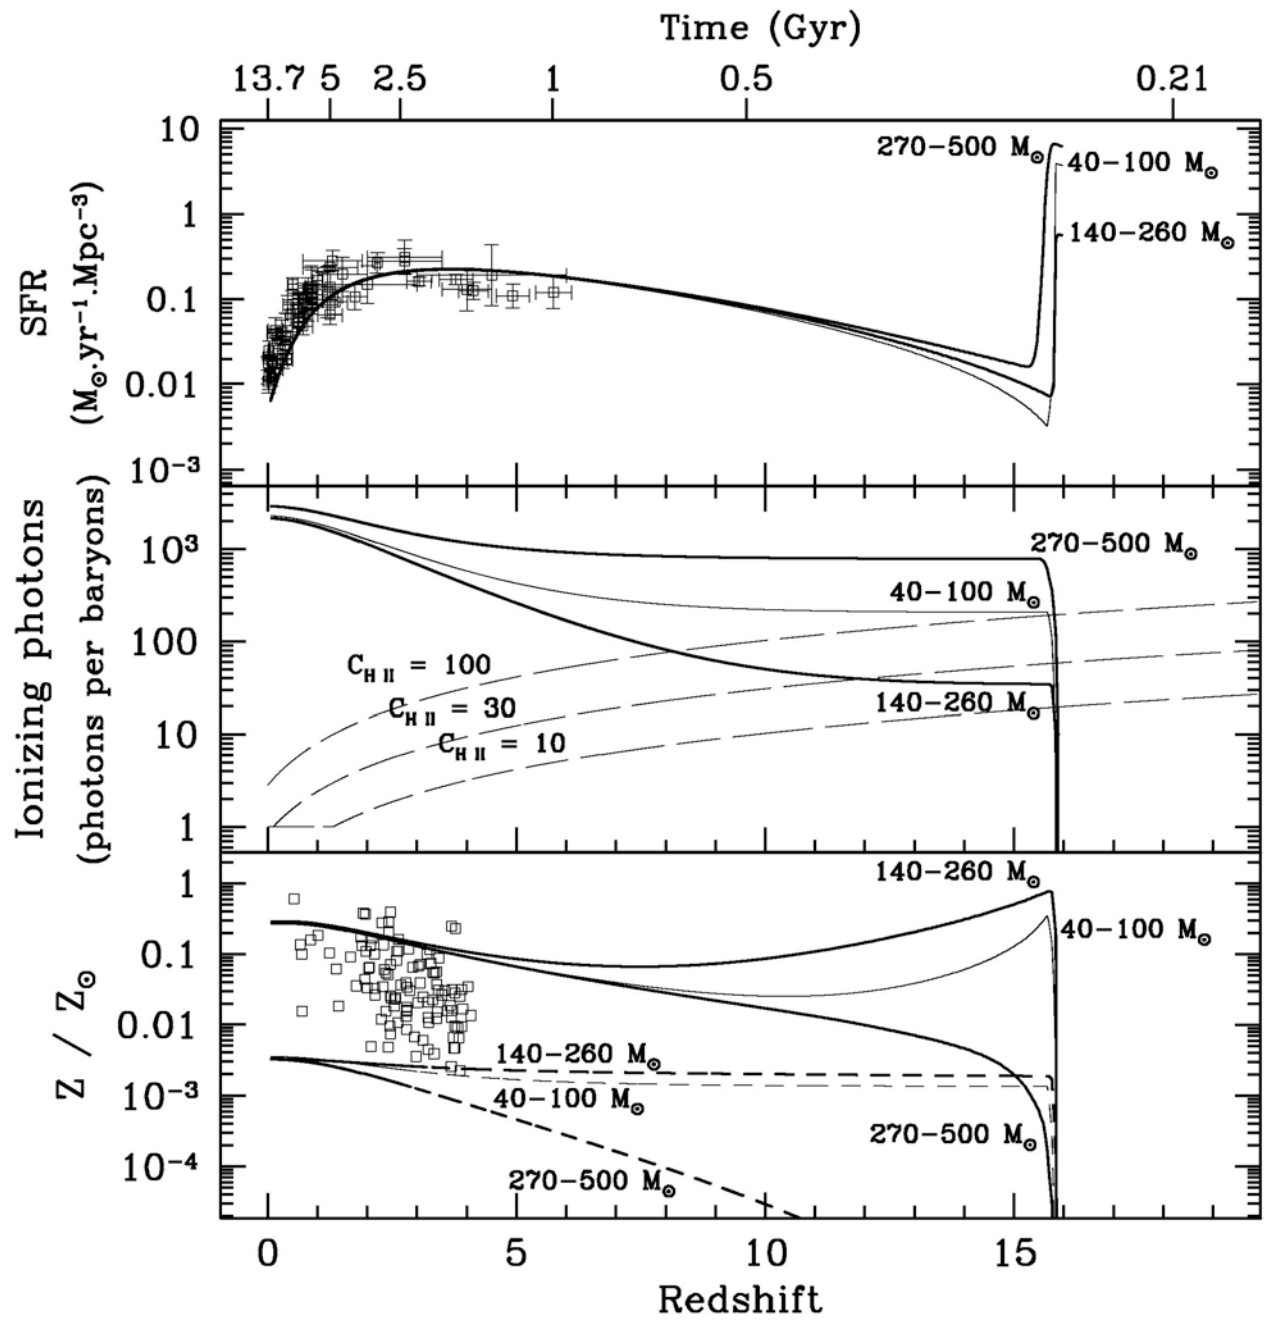 Time (Gyr)
13.7 5 2.5 1 0.5 0.21
10
1
0.1
0.01
10⁻³
SFR
(M⊙.yr⁻¹.Mpc⁻³)
270−500 M⊙
40−100 M⊙
140−260 M⊙
10³
100
10
1
Ionizing photons
(photons per baryons)
270−500 M⊙
40−100 M⊙
C_H II = 100
140−260 M⊙
C_H II = 30
C_H II = 10
1
0.1
0.01
10⁻³
10⁻⁴
Z / Z⊙
140−260 M⊙
40−100 M⊙
140−260 M⊙
40−100 M⊙
270−500 M⊙
270−500 M⊙
0 5 10 15
Redshift